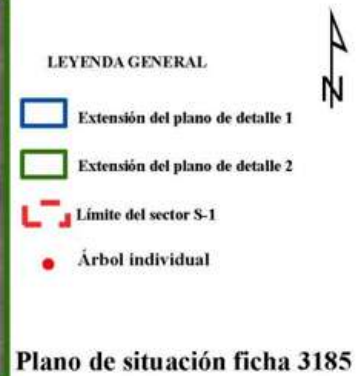 N
LEYENDA GENERAL
Extensión del plano de detalle 1
Extensión del plano de detalle 2
Límite del sector S-1
Árbol individual
Plano de situación ficha 3185